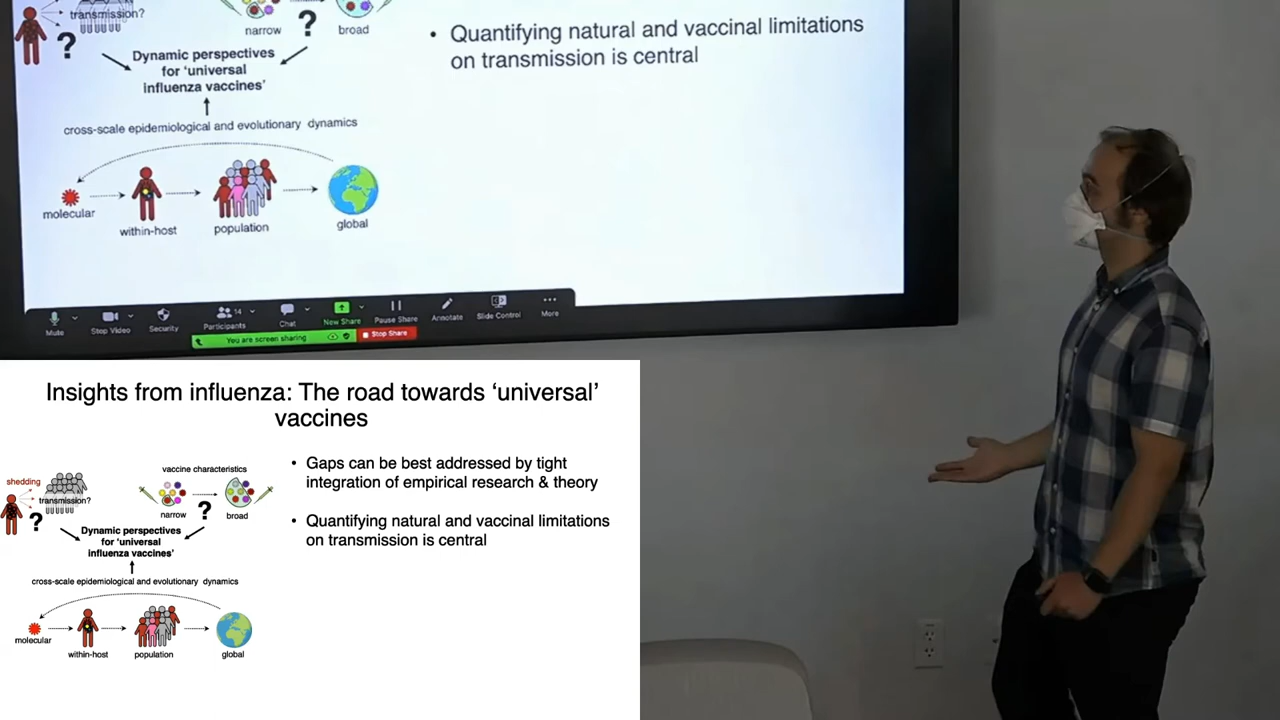 transmission?
?
narrow
?
broad
Dynamic perspectives
for ‘universal
influenza vaccines’
cross-scale epidemiological and evolutionary dynamics
molecular
within-host
population
global
• Quantifying natural and vaccinal limitations
on transmission is central
Mute
Stop Video
Security
14
Participants
Chat
New Share
Pause Share
Annotate
Slide Control
More
You are screen sharing
Stop Share
Insights from influenza: The road towards ‘universal’
vaccines
shedding
transmission?
?
vaccine characteristics
narrow
?
broad
Dynamic perspectives
for ‘universal
influenza vaccines’
cross-scale epidemiological and evolutionary dynamics
molecular
within-host
population
global
• Gaps can be best addressed by tight
integration of empirical research & theory
• Quantifying natural and vaccinal limitations
on transmission is central